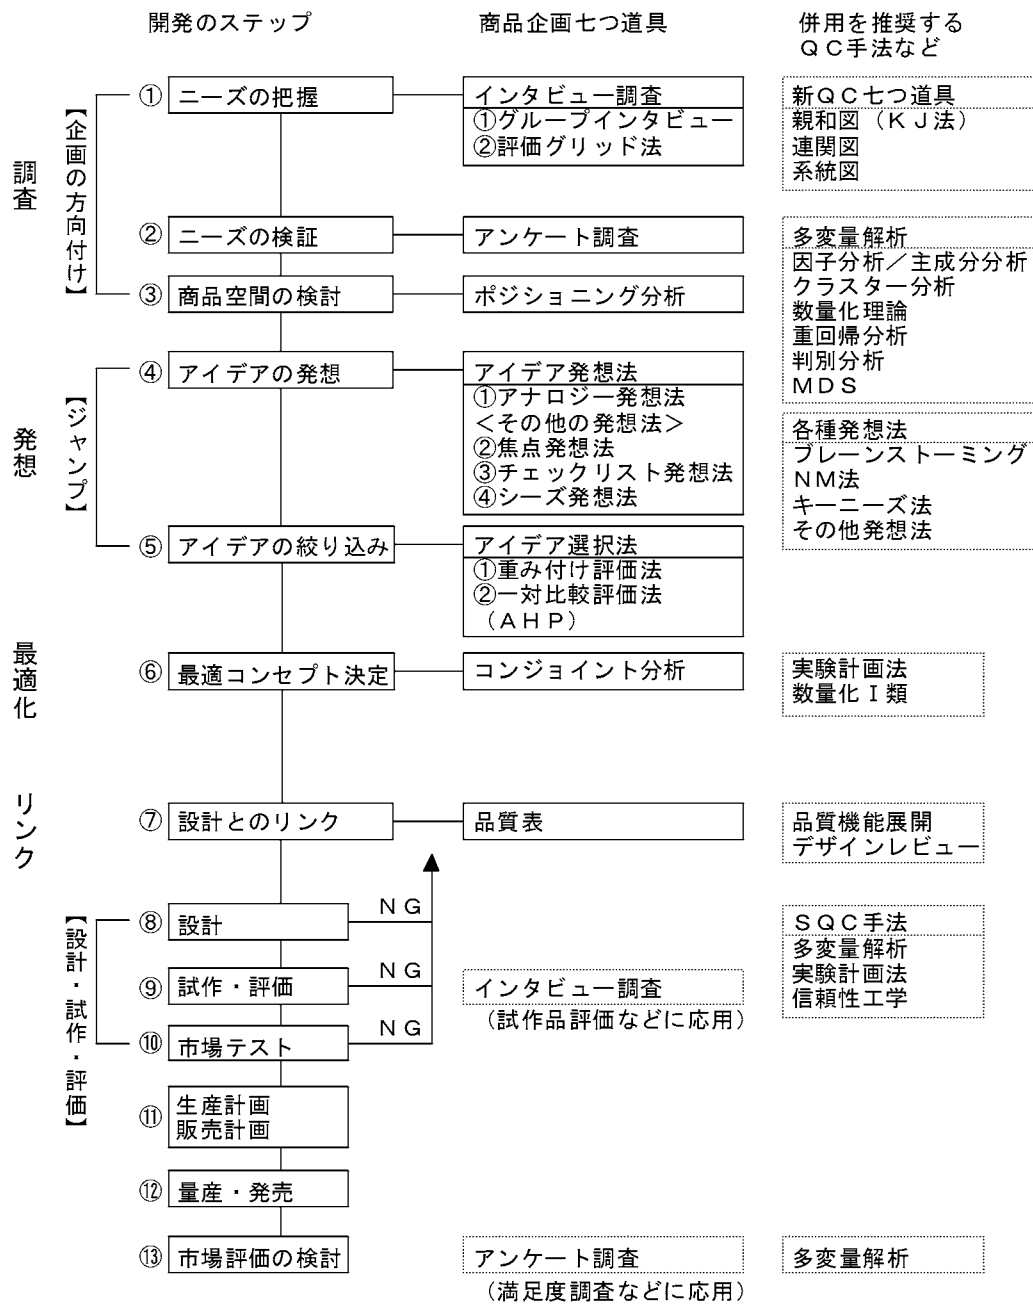 開発のステップ
商品企画七つ道具
併用を推奨する
ＱＣ手法など
調査
【企画の方向付け】
① ニーズの把握
インタビュー調査
①グループインタビュー
②評価グリッド法
新ＱＣ七つ道具
親和図（ＫＪ法）
連関図
系統図
② ニーズの検証
アンケート調査
多変量解析
因子分析／主成分分析
クラスター分析
数量化理論
重回帰分析
判別分析
ＭＤＳ
③ 商品空間の検討
ポジショニング分析
発想
【ジャンプ】
④ アイデアの発想
アイデア発想法
①アナロジー発想法
＜その他の発想法＞
②焦点発想法
③チェックリスト発想法
④シーズ発想法
各種発想法
ブレーンストーミング
ＮＭ法
キーニーズ法
その他発想法
⑤ アイデアの絞り込み
アイデア選択法
①重み付け評価法
②一対比較評価法
（ＡＨＰ）
最適化
⑥ 最適コンセプト決定
コンジョイント分析
実験計画法
数量化Ｉ類
リンク
⑦ 設計とのリンク
品質表
品質機能展開
デザインレビュー
【設計・試作・評価】
⑧ 設計
ＮＧ
ＳＱＣ手法
多変量解析
実験計画法
信頼性工学
⑨ 試作・評価
ＮＧ
インタビュー調査
（試作品評価などに応用）
⑩ 市場テスト
ＮＧ
⑪ 生産計画
販売計画
⑫ 量産・発売
⑬ 市場評価の検討
アンケート調査
（満足度調査などに応用）
多変量解析